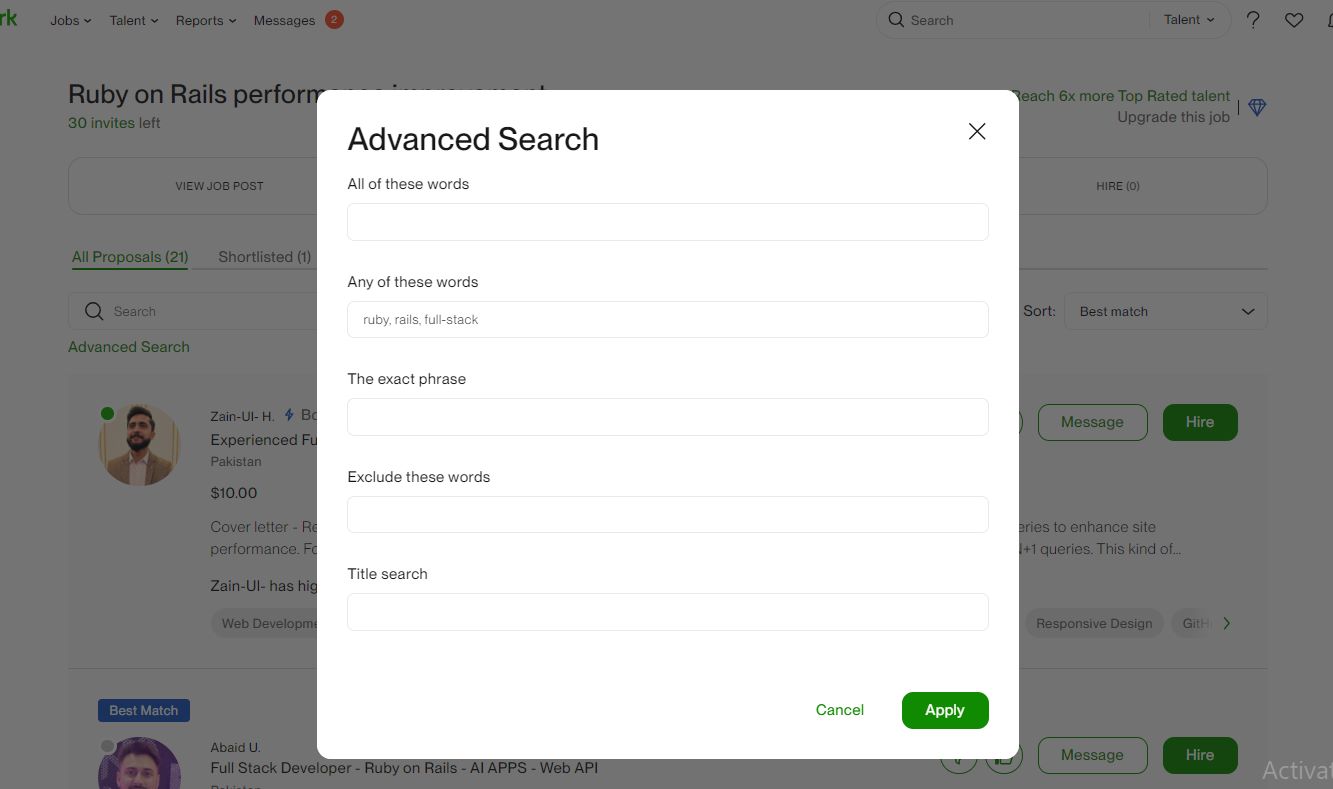 rk Jobs Talent Reports Messages 2 Search Talent
Ruby on Rails performance improvement
30 invites left
Reach 6x more Top Rated talent
Upgrade this job
VIEW JOB POST
HIRE (0)
All Proposals (21) Shortlisted (1)
Search
Sort: Best match
Advanced Search
Zain-Ul- H. Bo
Experienced Fu
Pakistan
$10.00
Cover letter - Re
performance. Fo
eries to enhance site
N+1 queries. This kind of...
Zain-Ul- has hig
Web Developme
Responsive Design GitH
Message Hire
Best Match
Abaid U.
Full Stack Developer - Ruby on Rails - AI APPS - Web API
Pakistan
Message Hire
Activat
Advanced Search
All of these words
Any of these words
ruby, rails, full-stack
The exact phrase
Exclude these words
Title search
Cancel Apply